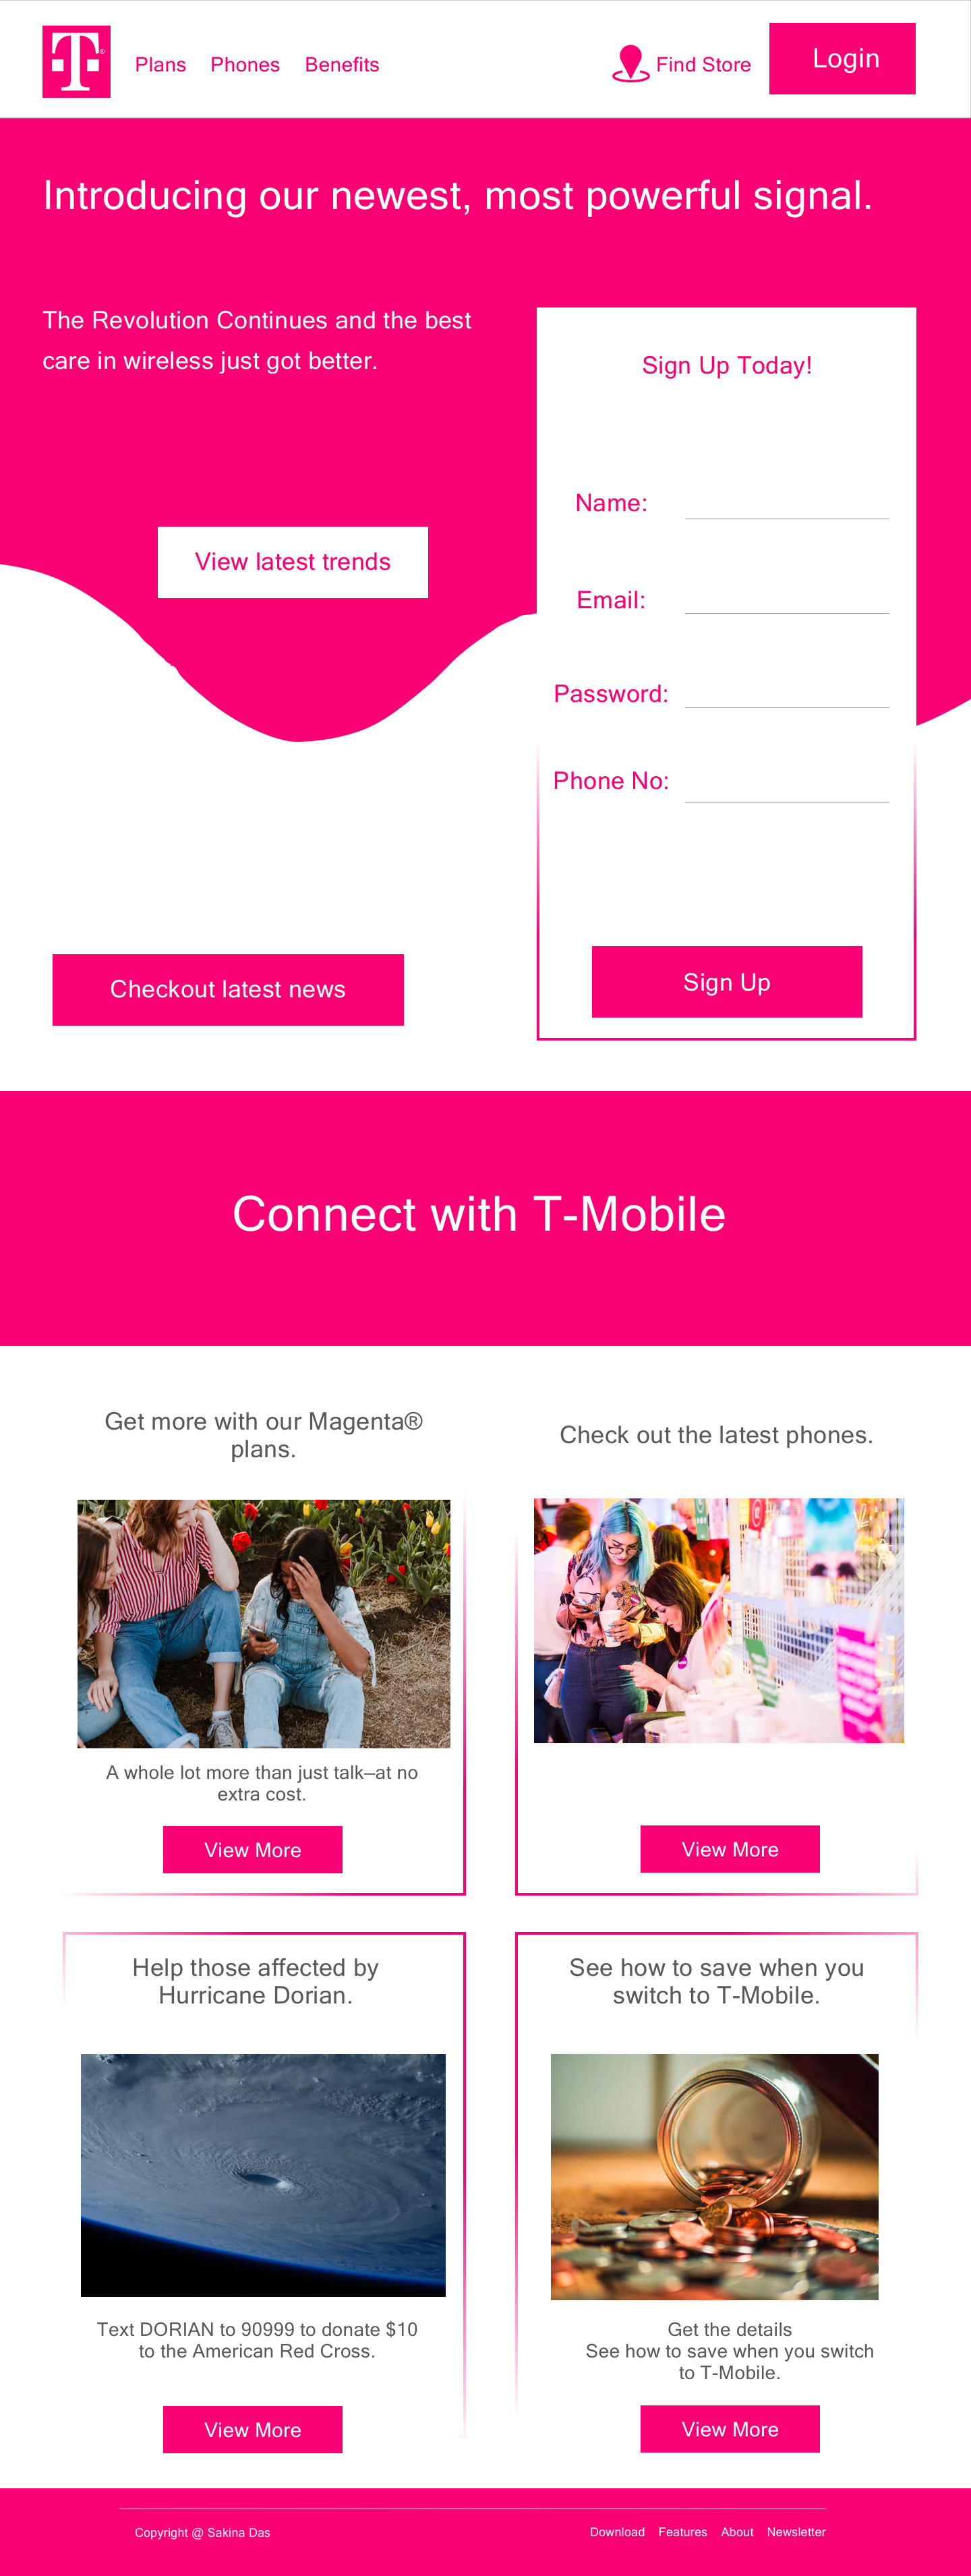 T®
Plans
Phones
Benefits
Find Store
Login
Introducing our newest, most powerful signal.
The Revolution Continues and the best
care in wireless just got better.
View latest trends
Sign Up Today!
Name:
Email:
Password:
Phone No:
Sign Up
Checkout latest news
Connect with T-Mobile
Get more with our Magenta®
plans.
A whole lot more than just talk—at no
extra cost.
View More
Check out the latest phones.
View More
Help those affected by
Hurricane Dorian.
Text DORIAN to 90999 to donate $10
to the American Red Cross.
View More
See how to save when you
switch to T-Mobile.
Get the details
See how to save when you switch
to T-Mobile.
View More
Copyright @ Sakina Das
Download
Features
About
Newsletter